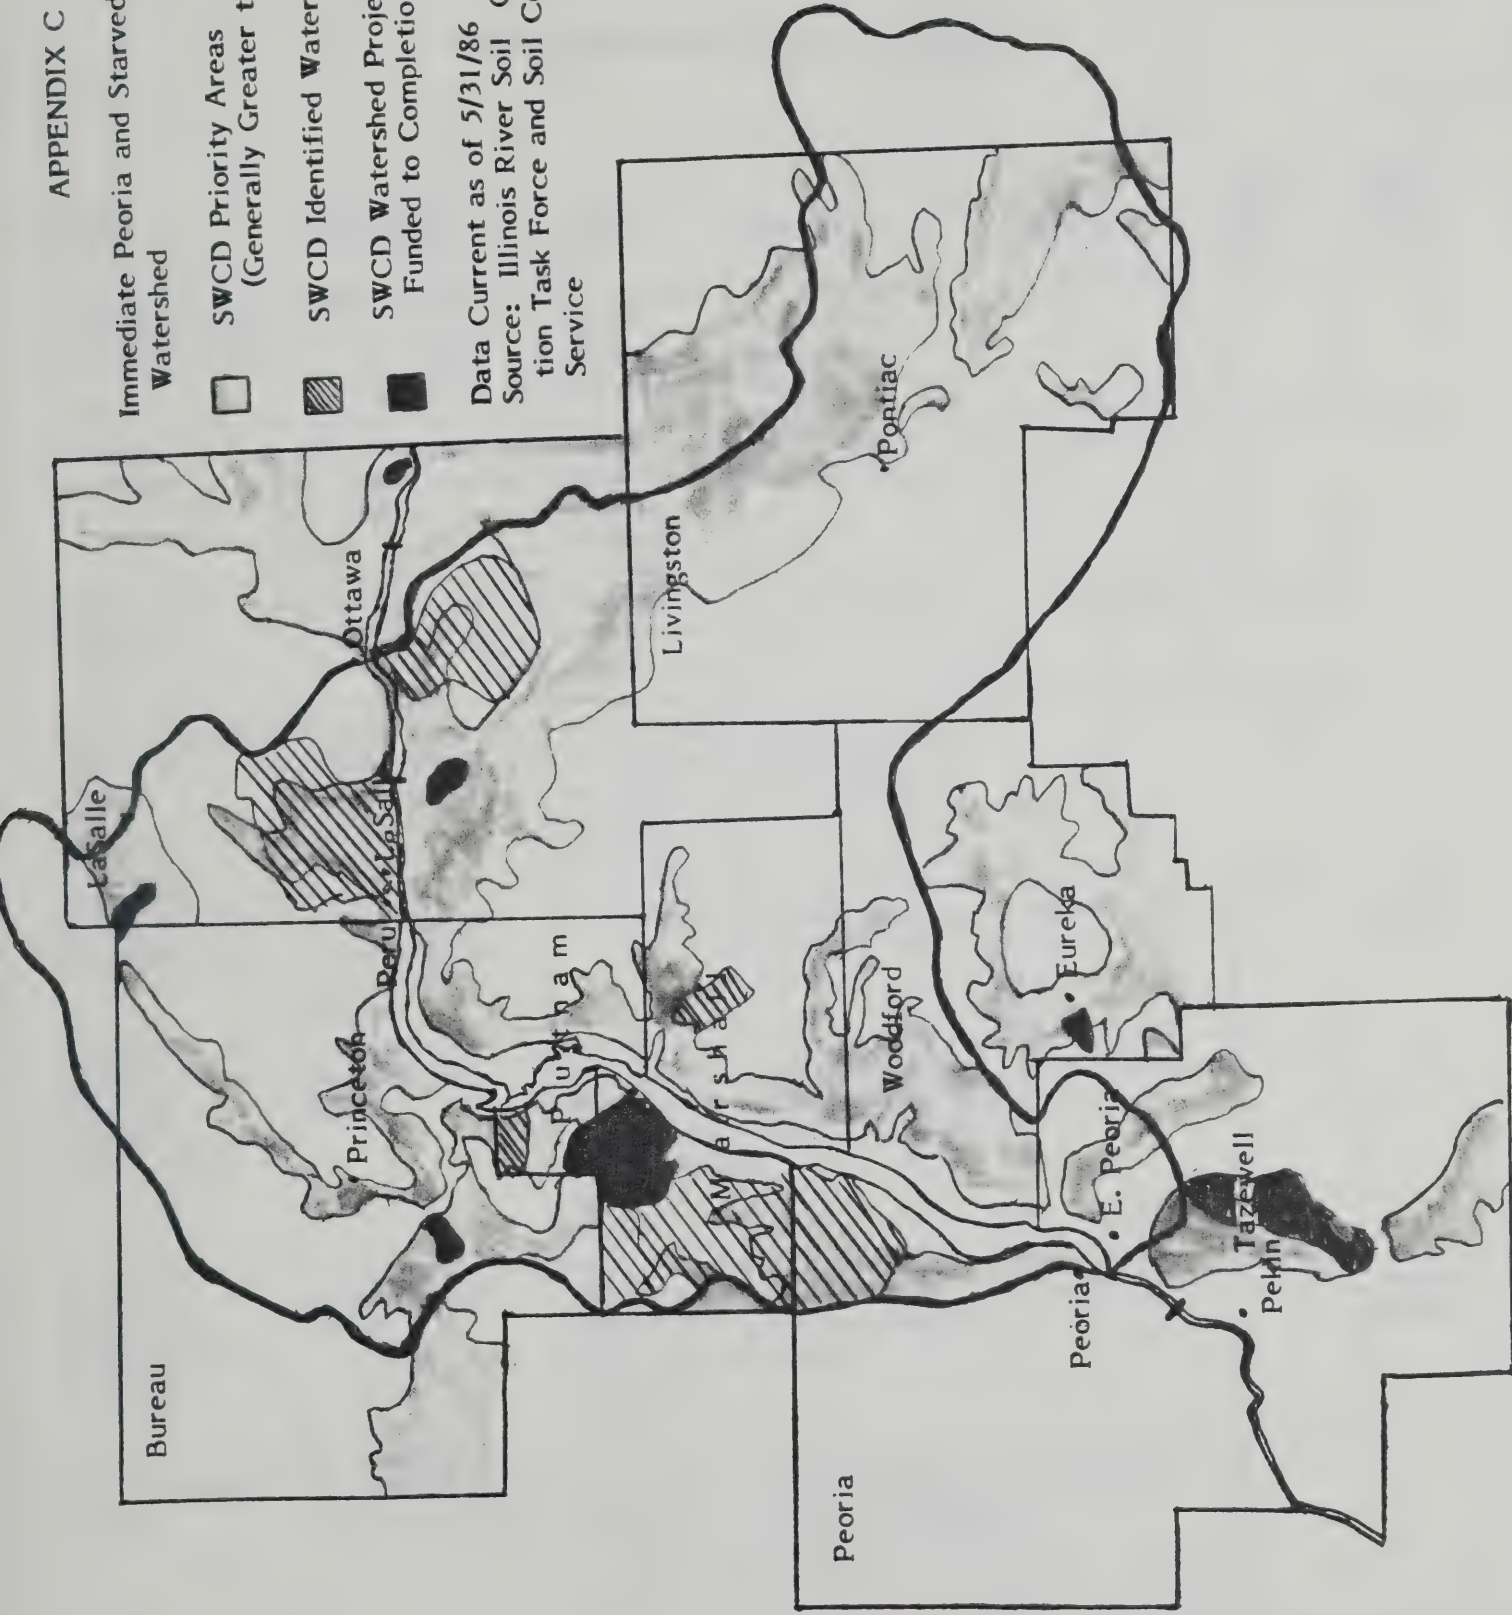 APPENDIX C
Immediate Peoria and Starved
Watershed
SWCD Priority Areas
(Generally Greater t
SWCD Identified Water
SWCD Watershed Proje
Funded to Completio
Data Current as of 5/31/86
Source: Illinois River Soil
tion Task Force and Soil C
Service
LaSalle
Ottawa
LaSall
Peru
Bureau
Princeton
Putnam
Marshall
Livingston
Pontiac
Woodford
Eureka
Peoria
Peoria
E. Peoria
Tazewell
Pekin